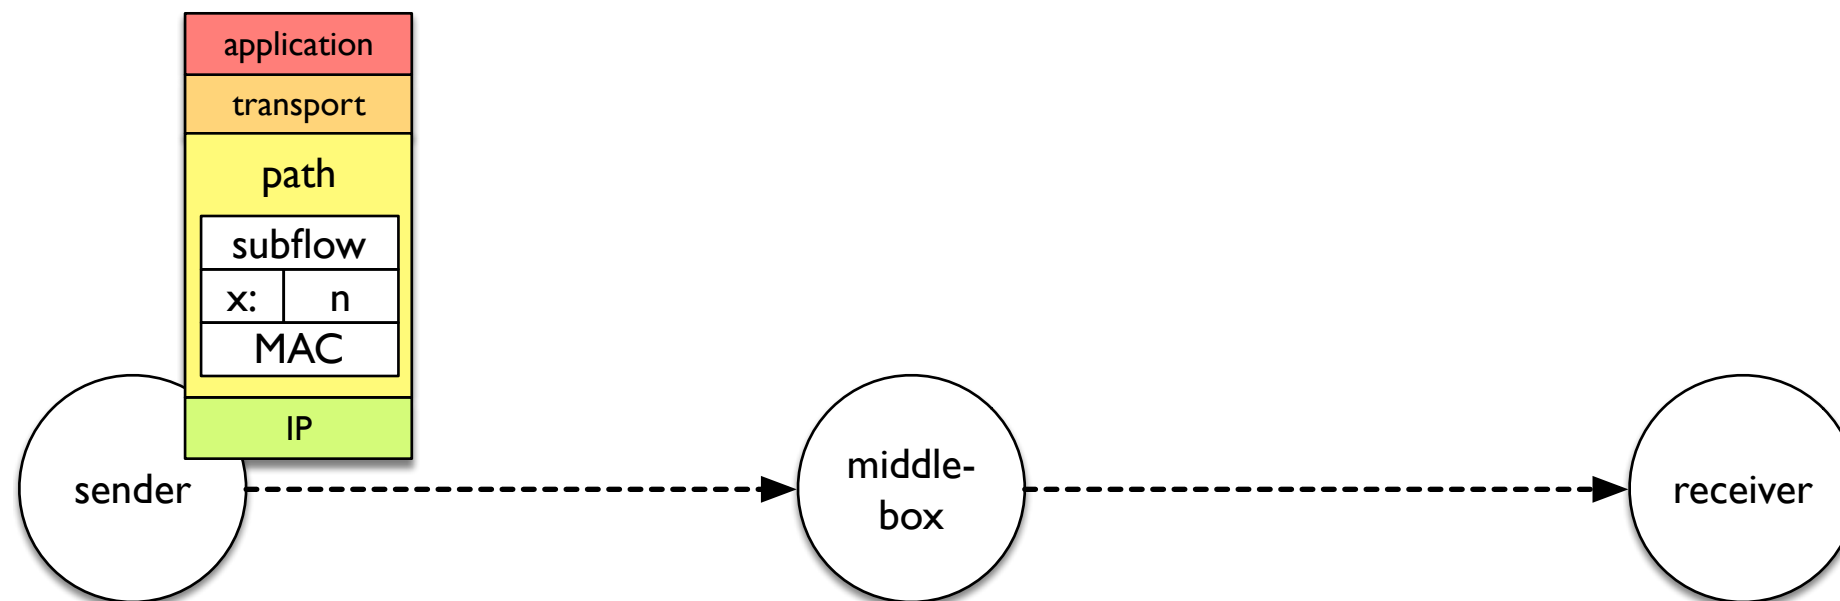 application
transport
path
subflow
x: n
MAC
IP
sender
middle-
box
receiver